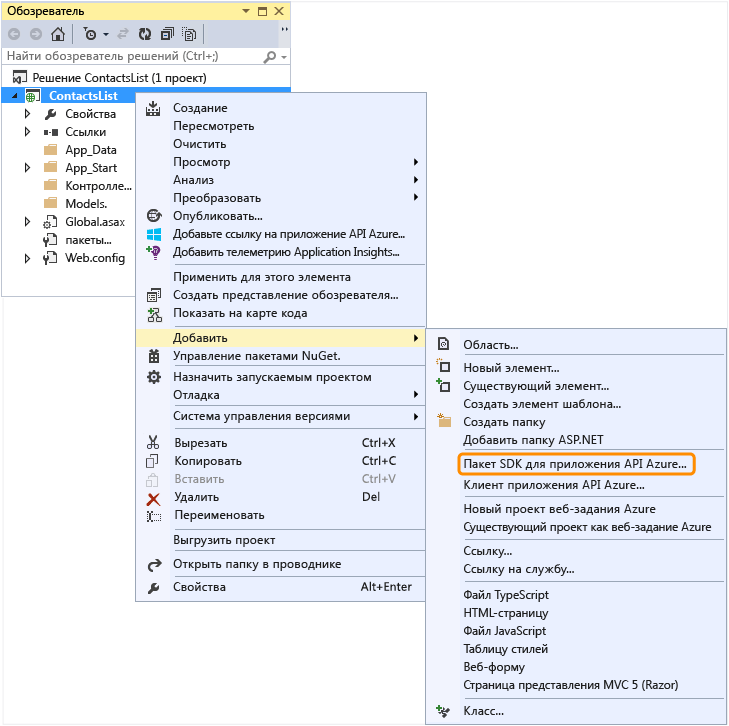 Обозреватель
Найти обозреватель решений (Ctrl+;)
Решение ContactsList (1 проект)
ContactsList
Свойства
Ссылки
App_Data
App_Start
Контролле...
Models.
Global.asax
пакеты...
Web.config
Создание
Пересмотреть
Очистить
Просмотр
Анализ
Преобразовать
Опубликовать...
Добавьте ссылку на приложение API Azure...
Добавить телеметрию Application Insights...
Применить для этого элемента
Создать представление обозревателя...
Показать на карте кода
Добавить
Управление пакетами NuGet.
Назначить запускаемым проектом
Отладка
Система управления версиями
Вырезать Ctrl+X
Копировать Ctrl+C
Вставить Ctrl+V
Удалить Del
Переименовать
Выгрузить проект
Открыть папку в проводнике
Свойства Alt+Enter
Область...
Новый элемент...
Существующий элемент...
Создать элемент шаблона...
Создать папку
Добавить папку ASP.NET
Пакет SDK для приложения API Azure...
Клиент приложения API Azure...
Новый проект веб-задания Azure
Существующий проект как веб-задание Azure
Ссылку...
Ссылку на службу...
Файл TypeScript
HTML-страницу
Файл JavaScript
Таблицу стилей
Веб-форму
Страница представления MVC 5 (Razor)
Класс...